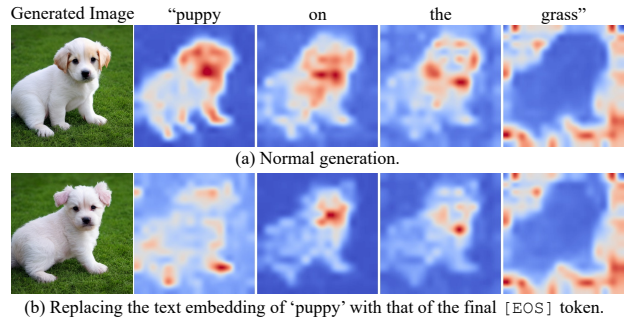 Generated Image “puppy on the grass”
(a) Normal generation.
(b) Replacing the text embedding of ‘puppy’ with that of the final [EOS] token.